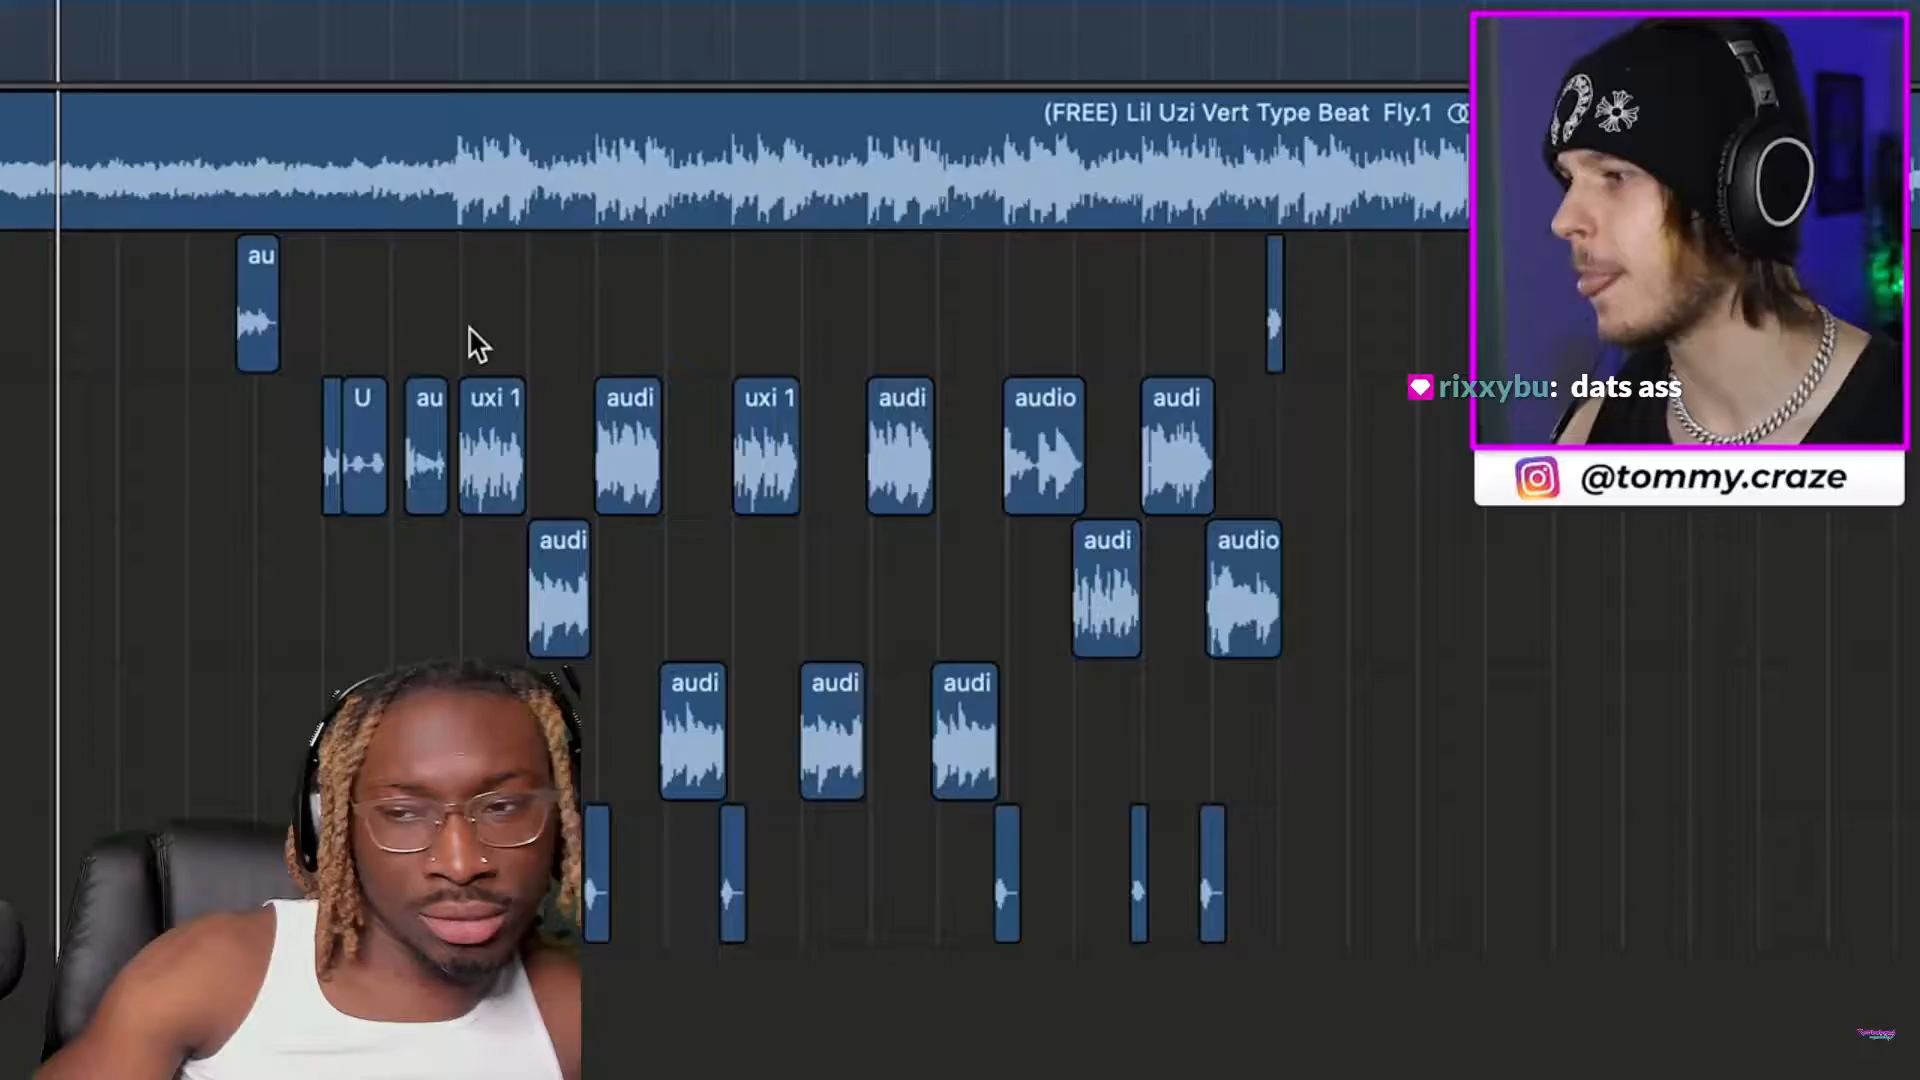 (FREE) Lil Uzi Vert Type Beat Fly.1
au
U
au
uxi 1
audi
uxi 1
audi
audio
audi
rixxybu: dats ass
@tommy.craze
audi
audi
audio
audi
audi
audi